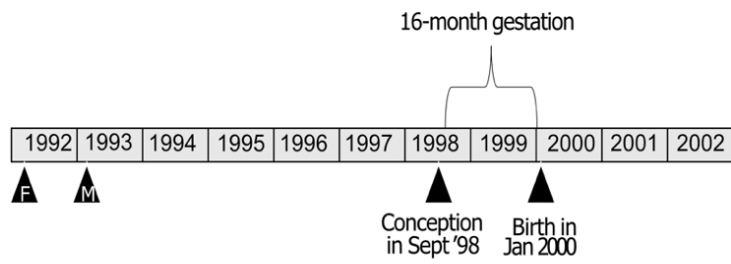 16-month gestation
1992 1993 1994 1995 1996 1997 1998 1999 2000 2001 2002
F M
Conception
in Sept '98
Birth in
Jan 2000